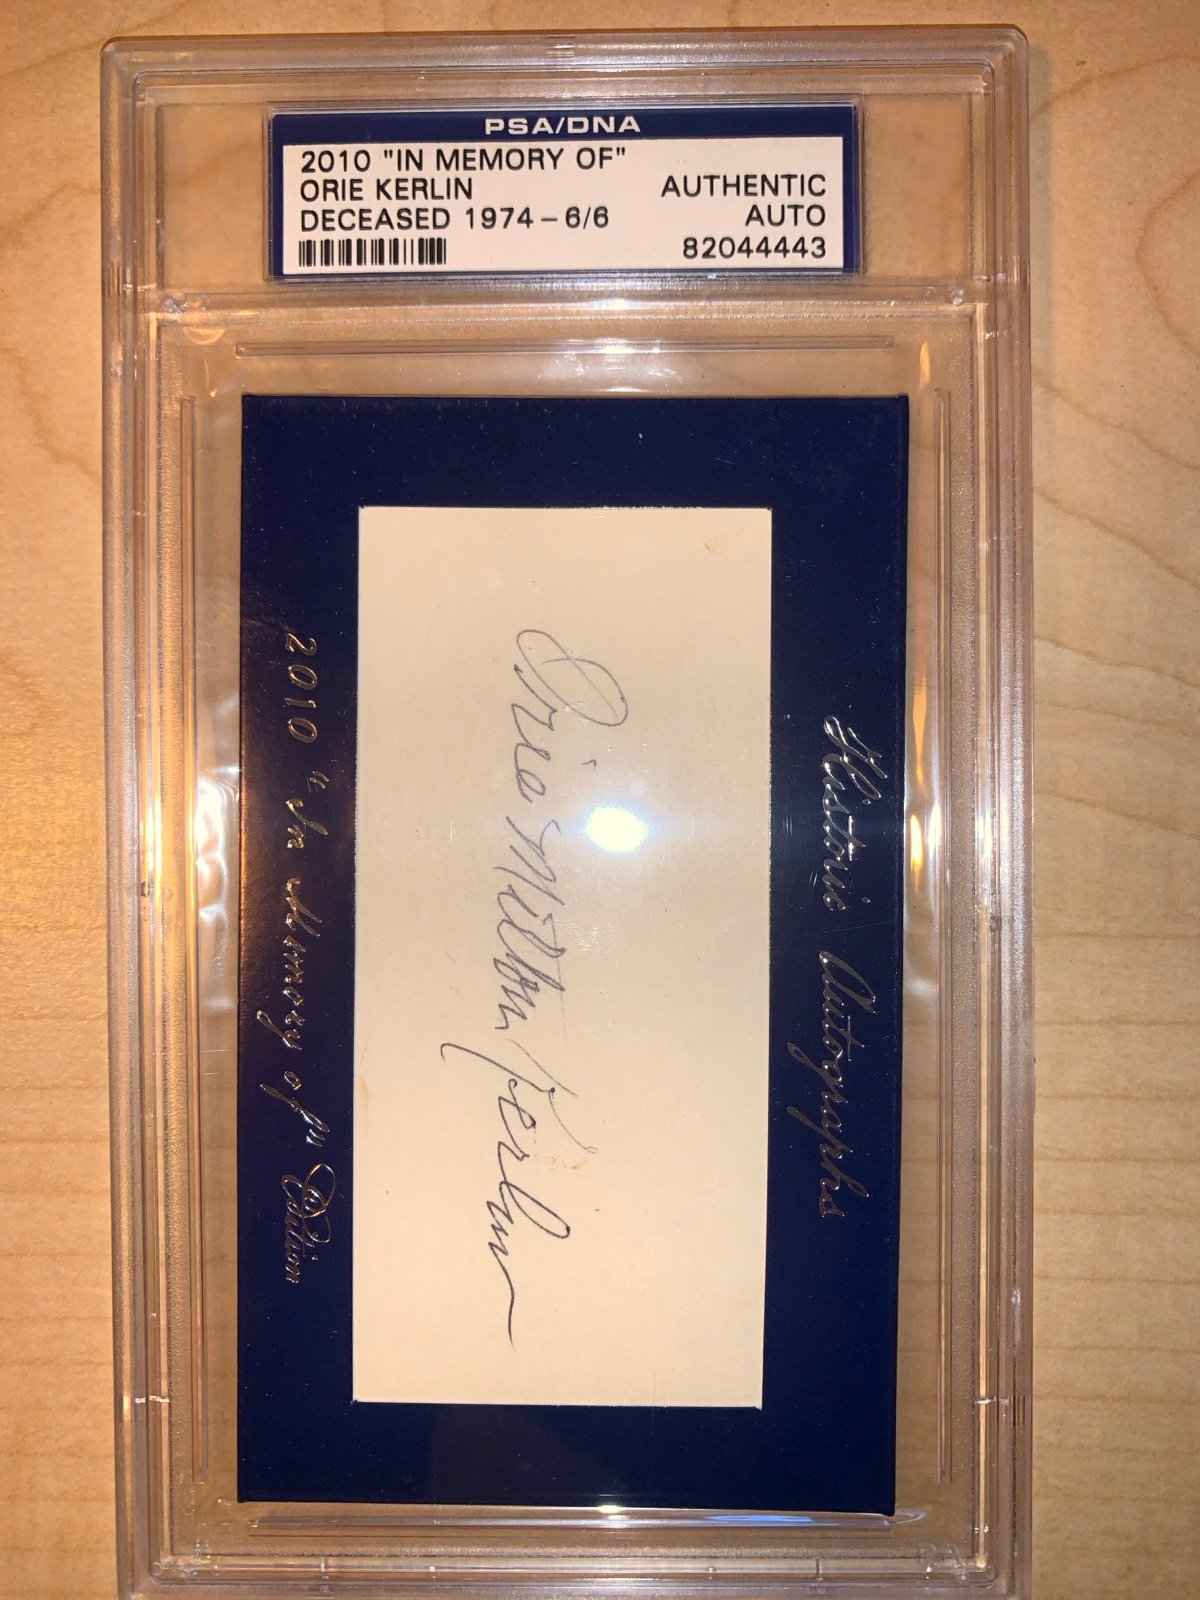 PSA/DNA
2010 "IN MEMORY OF"
ORIE KERLIN
DECEASED 1974 – 6/6
AUTHENTIC
AUTO
82044443
Historic Autographs
Orie Milton Kerlin
2010 "In Memory of" Edition